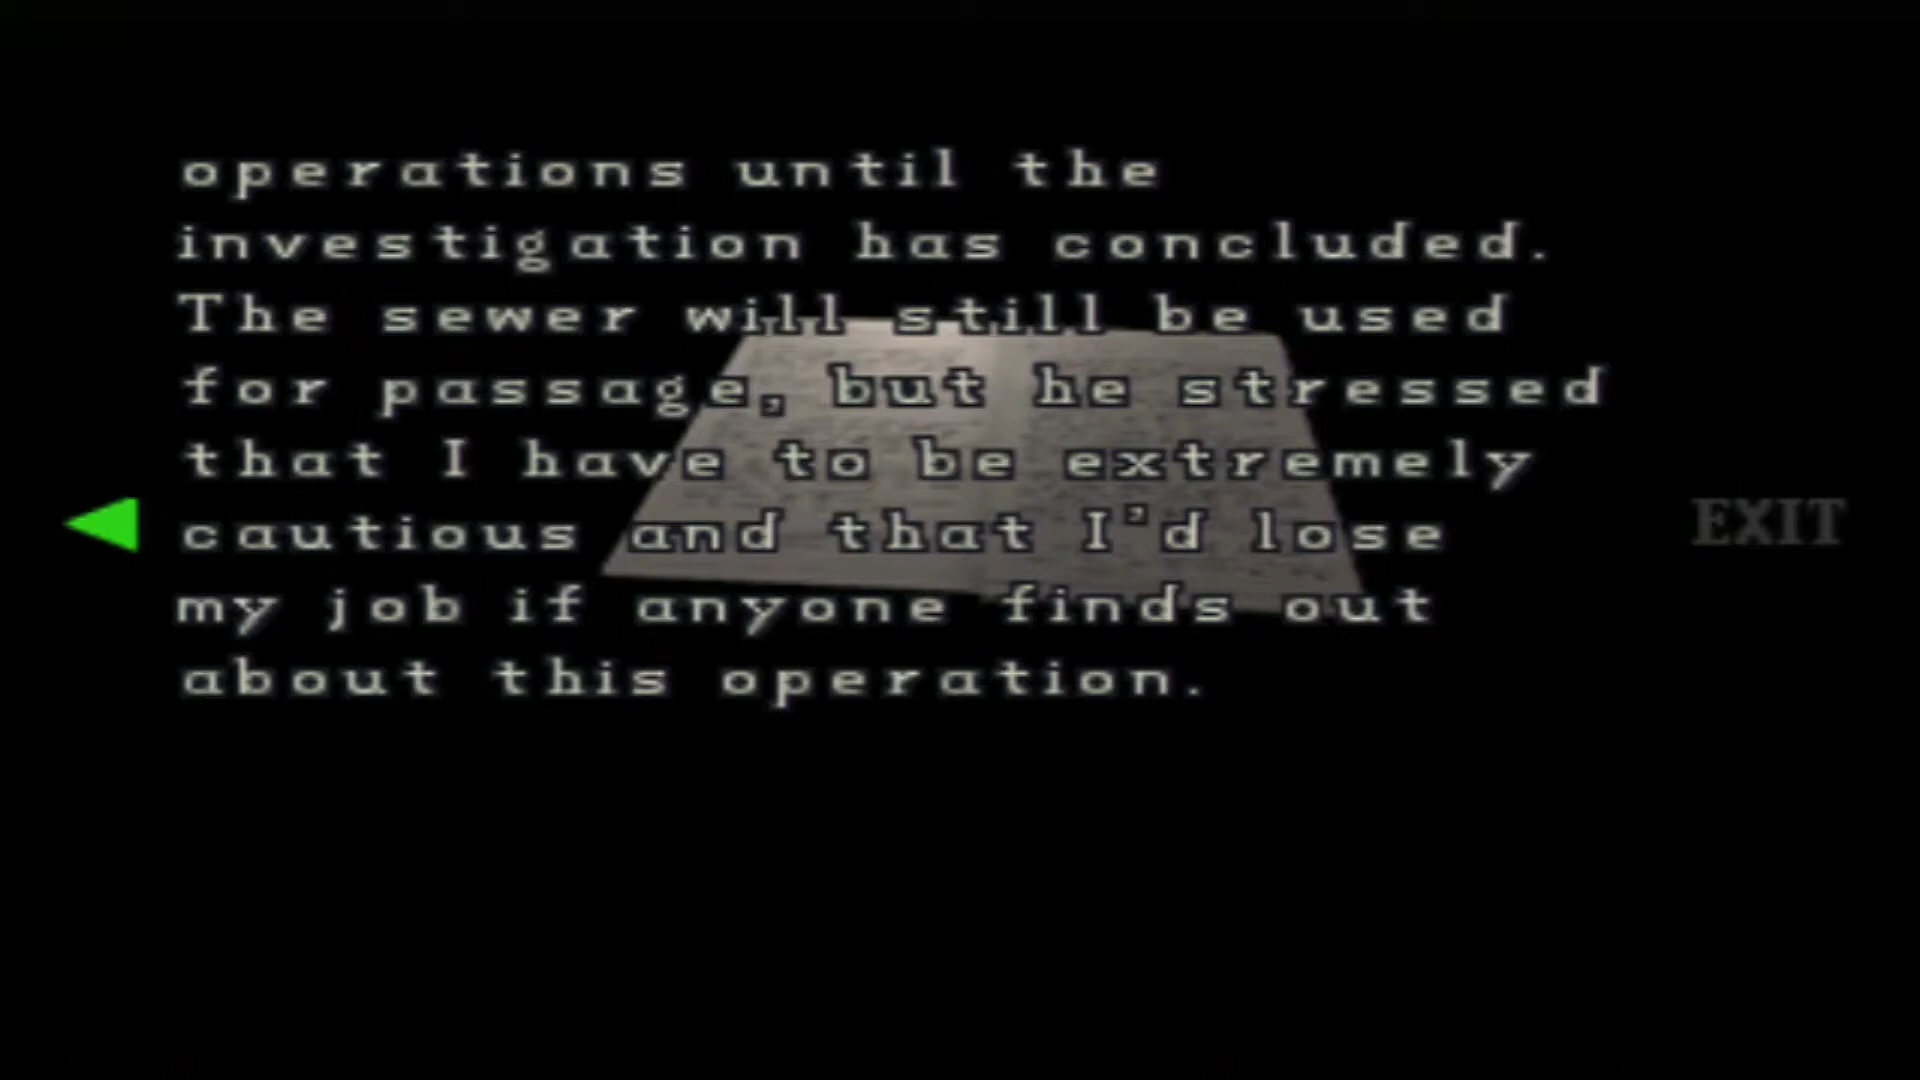 operations until the
investigation has concluded.
The sewer will still be used
for passage, but he stressed
that I have to be extremely
cautious and that I'd lose
my job if anyone finds out
about this operation.
EXIT